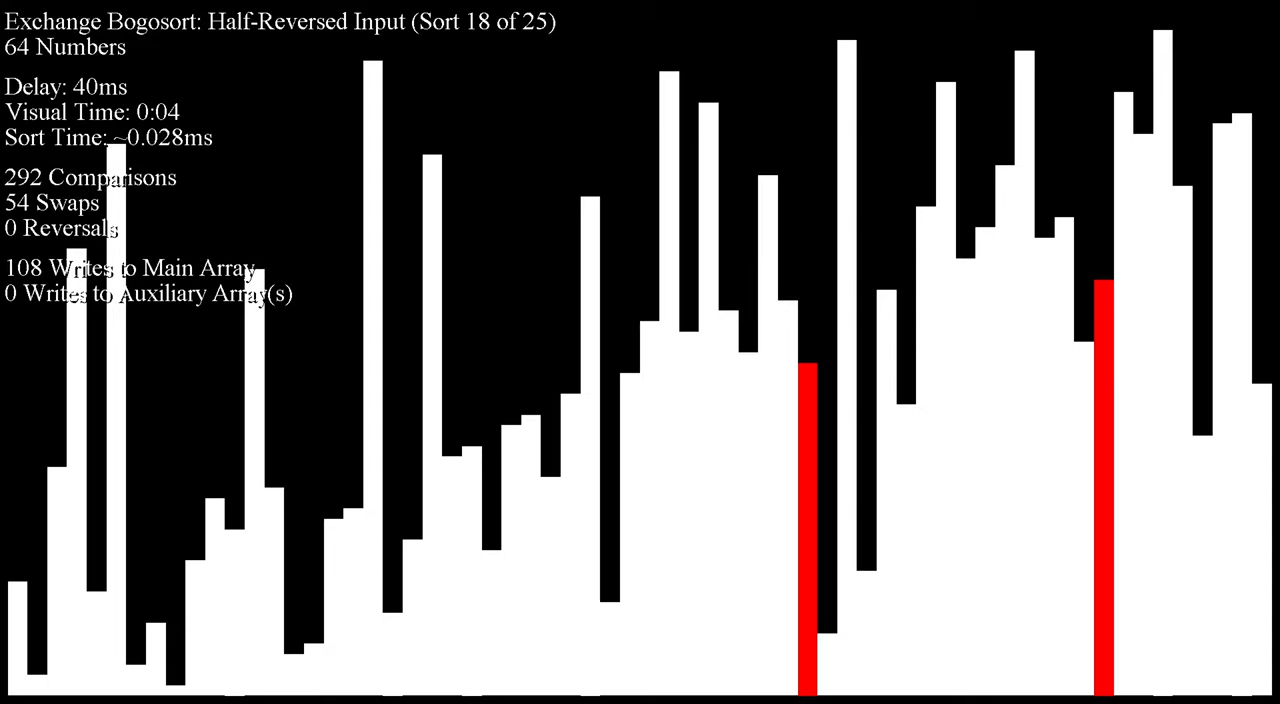 Exchange Bogosort: Half-Reversed Input (Sort 18 of 25)
64 Numbers
Delay: 40ms
Visual Time: 0:04
Sort Time: ~0.028ms
292 Comparisons
54 Swaps
0 Reversals
108 Writes to Main Array
0 Writes to Auxiliary Array(s)